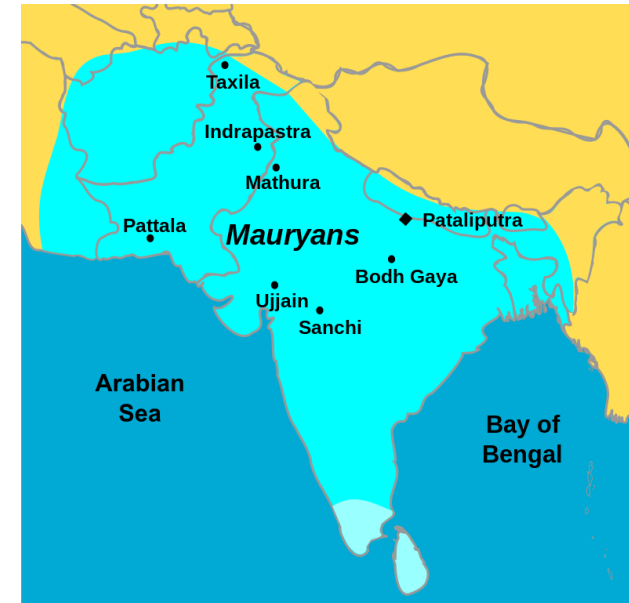 Taxila
Indrapastra
Mathura
Pattala
Mauryans
Pataliputra
Bodh Gaya
Ujjain
Sanchi
Arabian
Sea
Bay of
Bengal